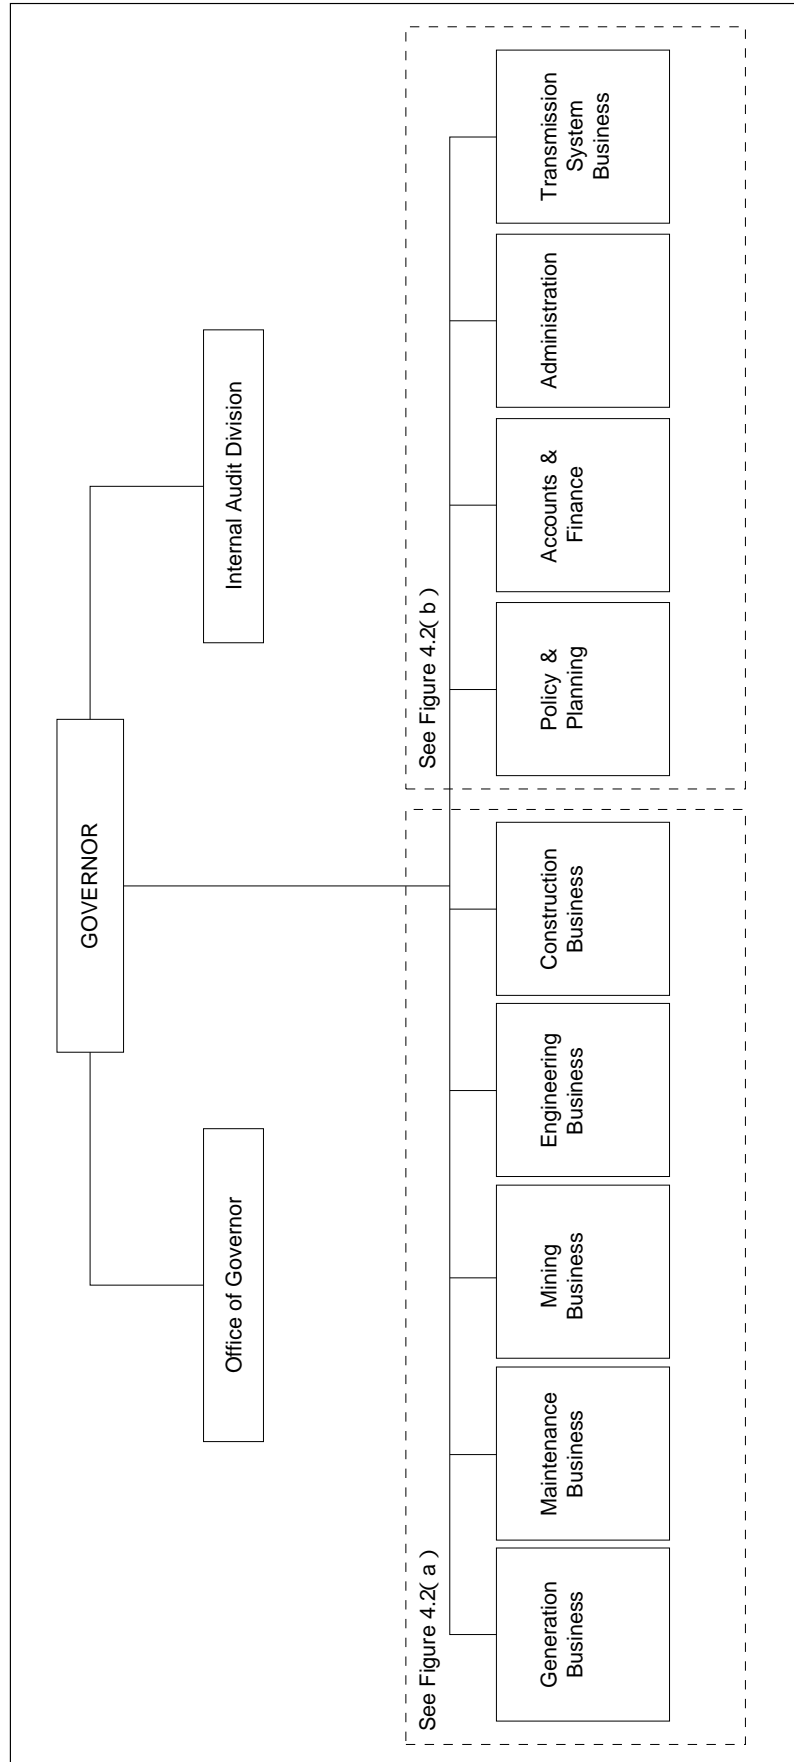 GOVERNOR
Office of Governor
Internal Audit Division
See Figure 4.2( a )
See Figure 4.2( b )
Generation
Business
Maintenance
Business
Mining
Business
Engineering
Business
Construction
Business
Policy &
Planning
Accounts &
Finance
Administration
Transmission
System
Business